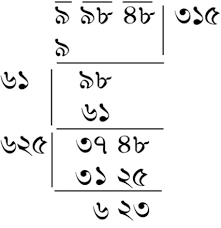 ৯ ৯৮ ৪৮ ৩১৫
৯
৬১ ৯৮
৬১
৬২৫ ৩৭ ৪৮
৩১ ২৫
৬ ২৩